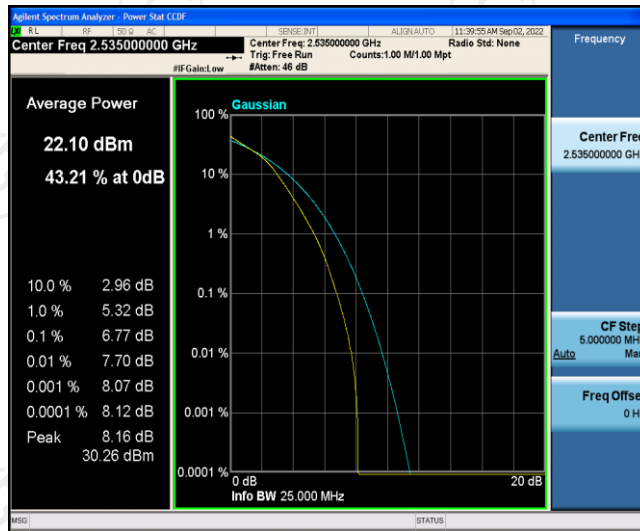 Agilent Spectrum Analyzer - Power Stat CCDF
RL RF 50 Ω AC SENSE:INT ALIGN AUTO 11:39:55 AM Sep 02, 2022
Center Freq 2.535000000 GHz
Center Freq: 2.535000000 GHz Radio Std: None
Trig: Free Run Counts:1.00 M/1.00 Mpt
#IFGain:Low #Atten: 46 dB
Frequency
Average Power
22.10 dBm
43.21 % at 0dB
10.0 % 2.96 dB
1.0 % 5.32 dB
0.1 % 6.77 dB
0.01 % 7.70 dB
0.001 % 8.07 dB
0.0001 % 8.12 dB
Peak 8.16 dB
30.26 dBm
Gaussian
100 %
10 %
1 %
0.1 %
0.01 %
0.001 %
0.0001 %
0 dB 20 dB
Info BW 25.000 MHz
Center Fre
2.535000000 GH
CF Step
5.000000 MH
Auto Ma
Freq Offse
0 H
MSG STATUS